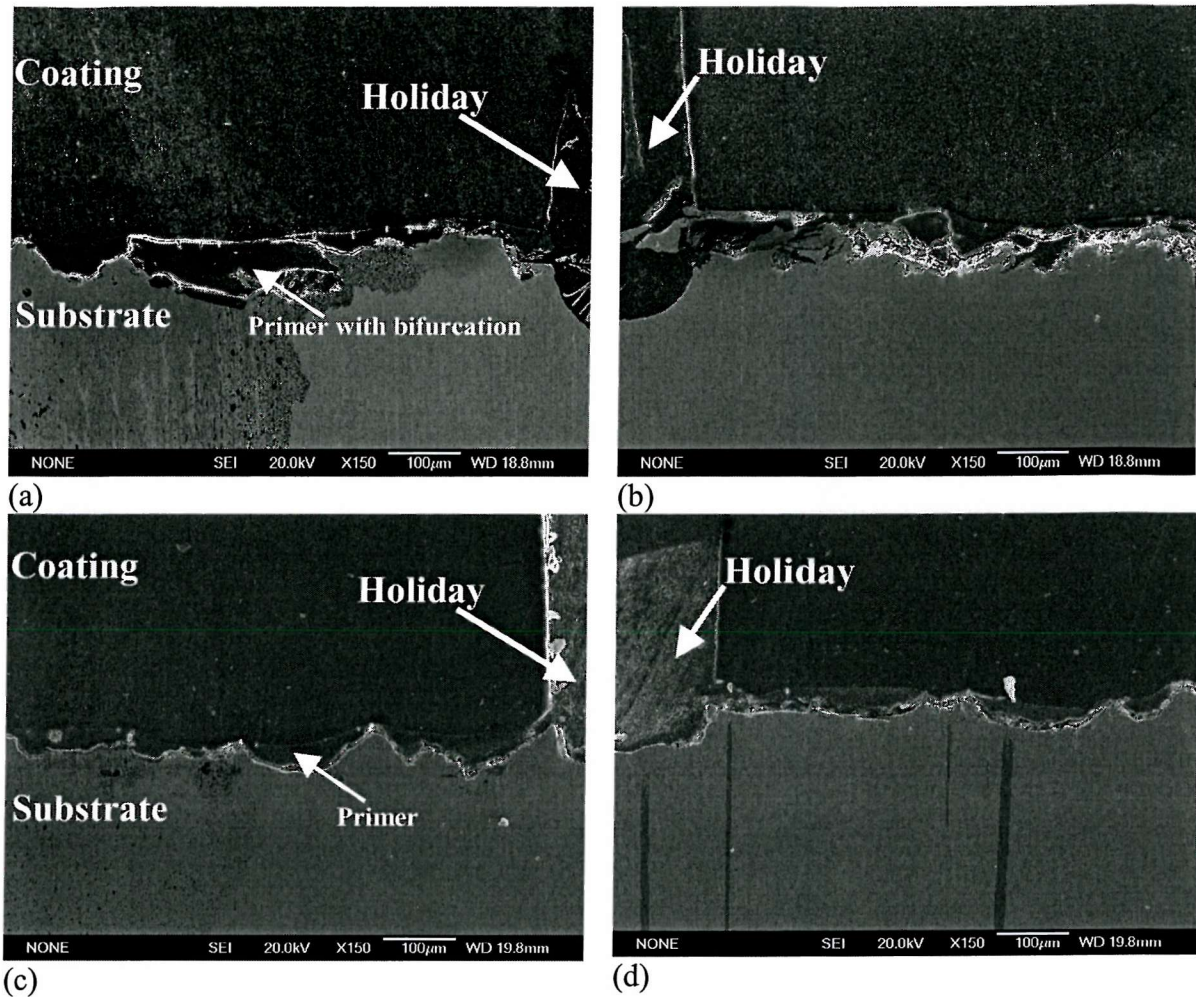 Coating
Holiday
Substrate
Primer with bifurcation
NONE SEI 20.0kV X150 100μm WD 18.8mm
(a)
Holiday
NONE SEI 20.0kV X150 100μm WD 18.8mm
(b)
Coating
Holiday
Substrate
Primer
NONE SEI 20.0kV X150 100μm WD 19.8mm
(c)
Holiday
NONE SEI 20.0kV X150 100μm WD 19.8mm
(d)